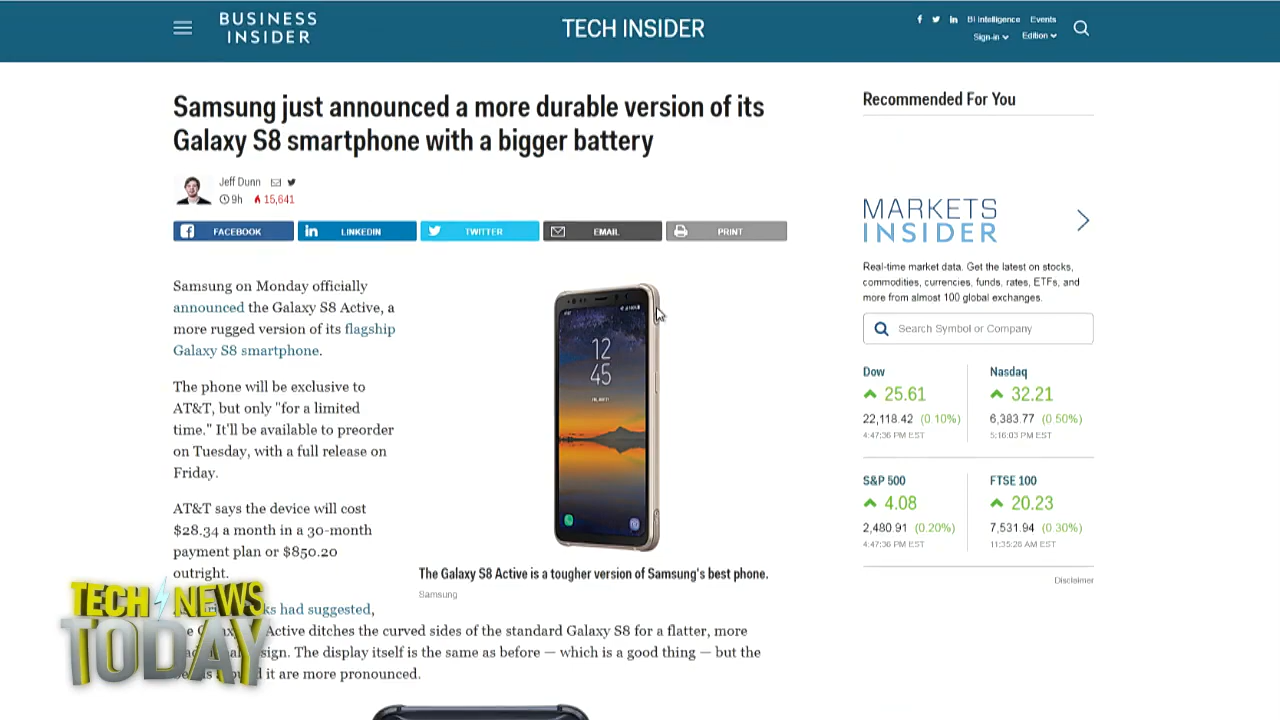 BUSINESS
INSIDER
TECH INSIDER
BI Intelligence Events
Sign-in Edition
Samsung just announced a more durable version of its
Galaxy S8 smartphone with a bigger battery
Jeff Dunn
9h 15,641
FACEBOOK
LINKEDIN
TWITTER
EMAIL
PRINT
Samsung on Monday officially
announced the Galaxy S8 Active, a
more rugged version of its flagship
Galaxy S8 smartphone.
The phone will be exclusive to
AT&T, but only "for a limited
time." It'll be available to preorder
on Tuesday, with a full release on
Friday.
AT&T says the device will cost
$28.34 a month in a 30-month
payment plan or $850.20
outright.
12
45
The Galaxy S8 Active is a tougher version of Samsung's best phone.
Samsung
had suggested,
Active ditches the curved sides of the standard Galaxy S8 for a flatter, more
The display itself is the same as before — which is a good thing — but the
it are more pronounced.
TECH NEWS
TODAY
Recommended For You
MARKETS
INSIDER
Real-time market data. Get the latest on stocks,
commodities, currencies, funds, rates, ETFs, and
more from almost 100 global exchanges.
Search Symbol or Company
Dow
25.61
22,118.42 (0.10%)
4:47:36 PM EST
Nasdaq
32.21
6,383.77 (0.50%)
5:16:03 PM EST
S&P 500
4.08
2,480.91 (0.20%)
4:47:36 PM EST
FTSE 100
20.23
7,531.94 (0.30%)
11:35:26 AM EST
Disclaimer